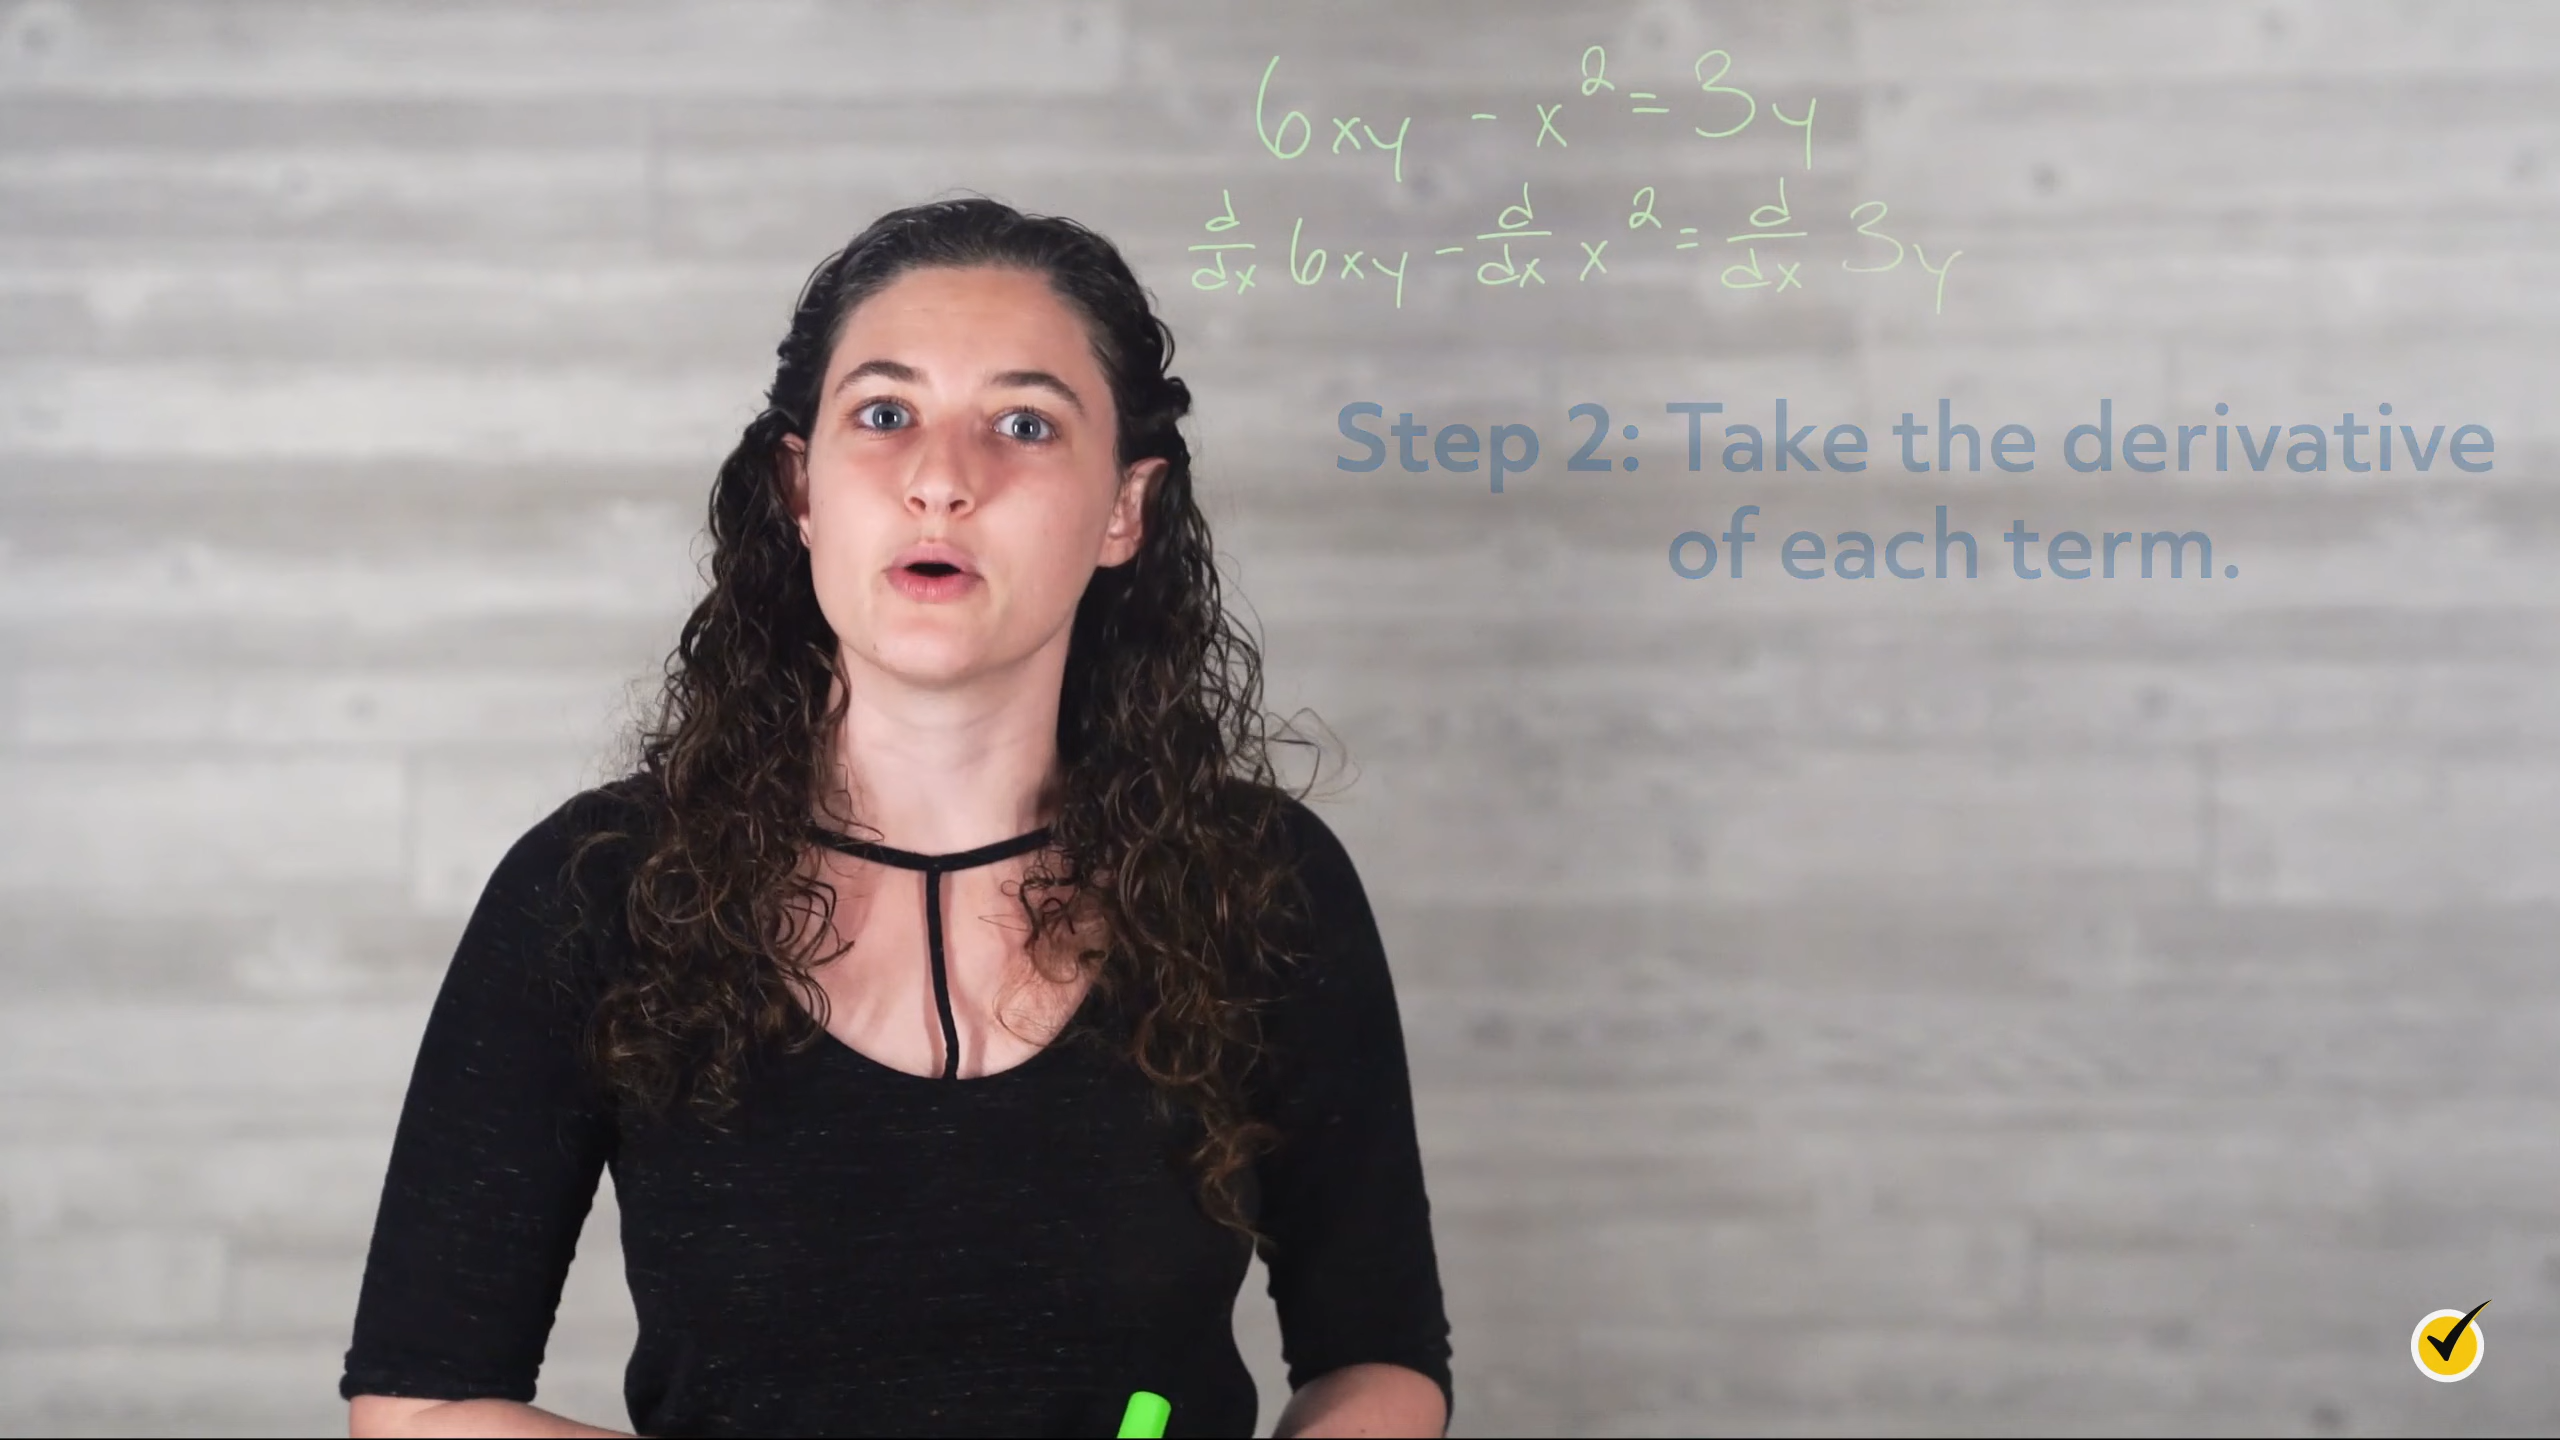 6xy - x² = 3y
d/dx 6xy - d/dx x² = d/dx 3y
Step 2: Take the derivative
of each term.